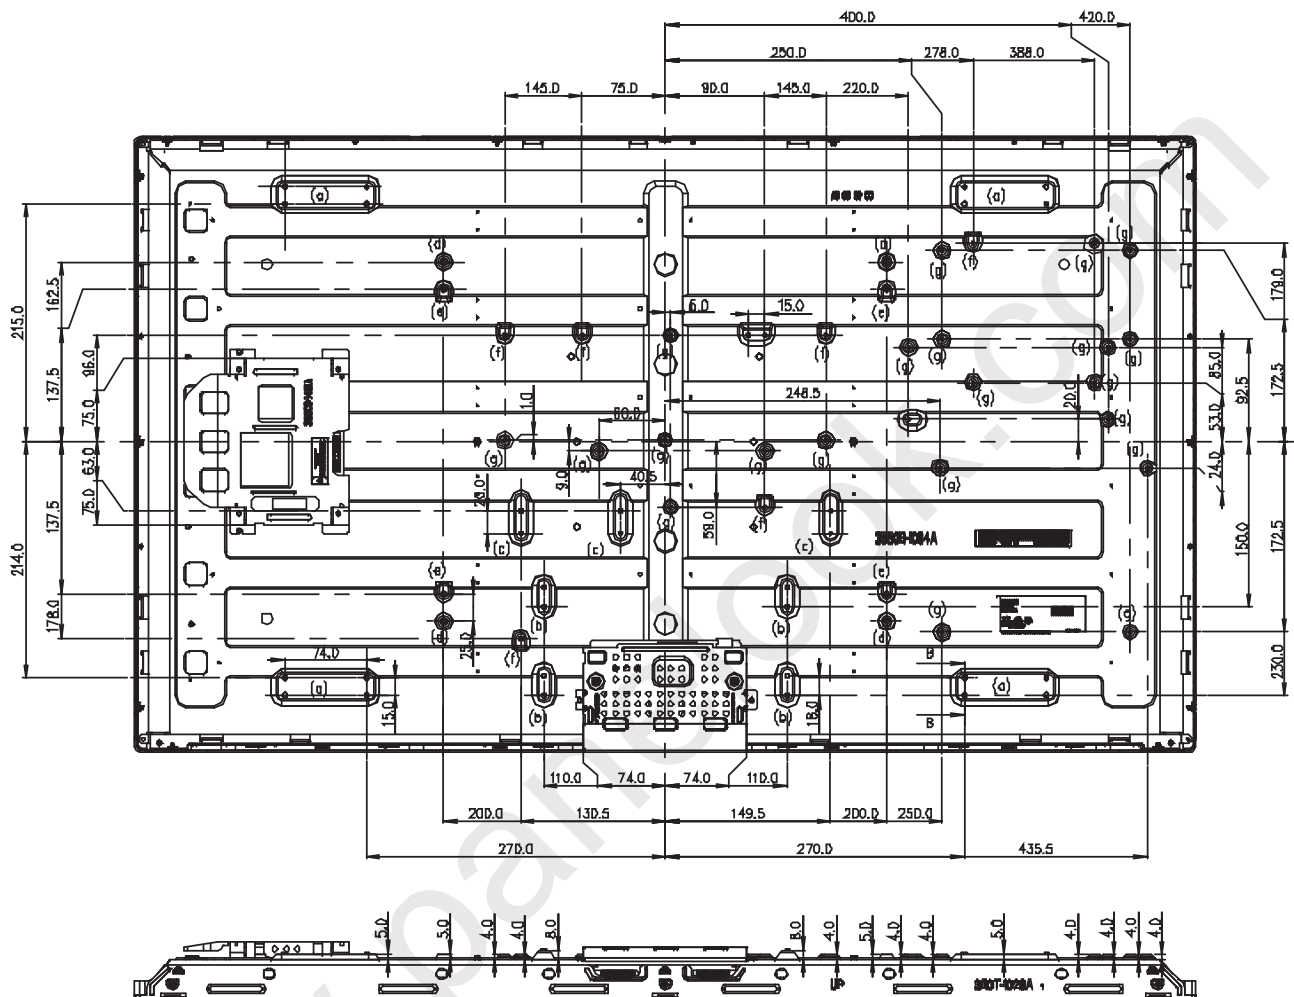 400.0 420.0
250.0 278.0 388.0
145.0 75.0 90.0 145.0 220.0
(a) (a)
(g)
(d) (d) (g) (f) (g)
(e) (e)
6.0 15.0
(f) (f) (g) (f) (g) (g) (g) (g)
215.0 162.5 137.5 96.0 75.0
179.0 172.5 92.5 85.0 53.0
248.5
20.0
(g) (g)
1.0 60.0
(g) (g) (g) (g) (g) (g)
(g) (g)
9.0 40.5 59.0
24.0
214.0 137.5 178.0 63.0 75.0
(g) (f)
(c) (c) (c)
150.0 172.5 230.0
(e) (e)
(b) (b)
(d) (d) (g) (g)
25.0
(f)
74.0
(a) (a)
15.0 18.0
(b) (b)
B
B
110.0 74.0 74.0 110.0
200.0 130.5 149.5 200.0 250.0
270.0 270.0 435.5
5.0 5.0 4.0 4.0 8.0 8.0 4.0 5.0 4.0 4.0 5.0 4.0 4.0 4.0 4.0
UP
www.panelook.com